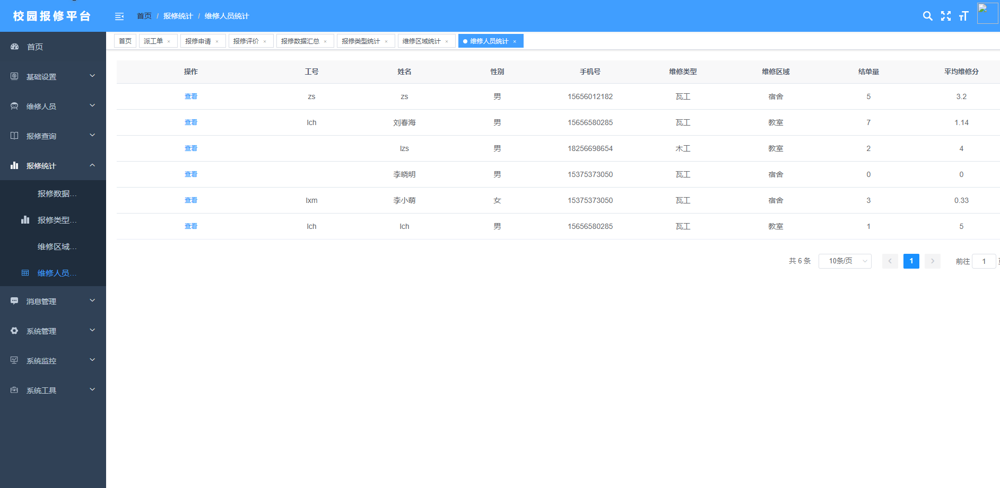 校园报修平台
首页 / 报修统计 / 维修人员统计
首页 派工单 × 报修申请 × 报修评价 × 报修数据汇总 × 报修类型统计 × 维修区域统计 × 维修人员统计 ×
首页
基础设置
维修人员
报修查询
报修统计
报修数据...
报修类型...
维修区域...
维修人员...
消息管理
系统管理
系统监控
系统工具
操作 工号 姓名 性别 手机号 维修类型 维修区域 结单量 平均维修分
查看 zs zs 男 15656012182 瓦工 宿舍 5 3.2
查看 lch 刘春海 男 15656580285 瓦工 教室 7 1.14
查看 lzs 男 18256698654 木工 教室 2 4
查看 李晓明 男 15375373050 瓦工 宿舍 0 0
查看 lxm 李小萌 女 15375373050 瓦工 宿舍 3 0.33
查看 lch lch 男 15656580285 瓦工 教室 1 5
共 6 条 10条/页 1 前往 1